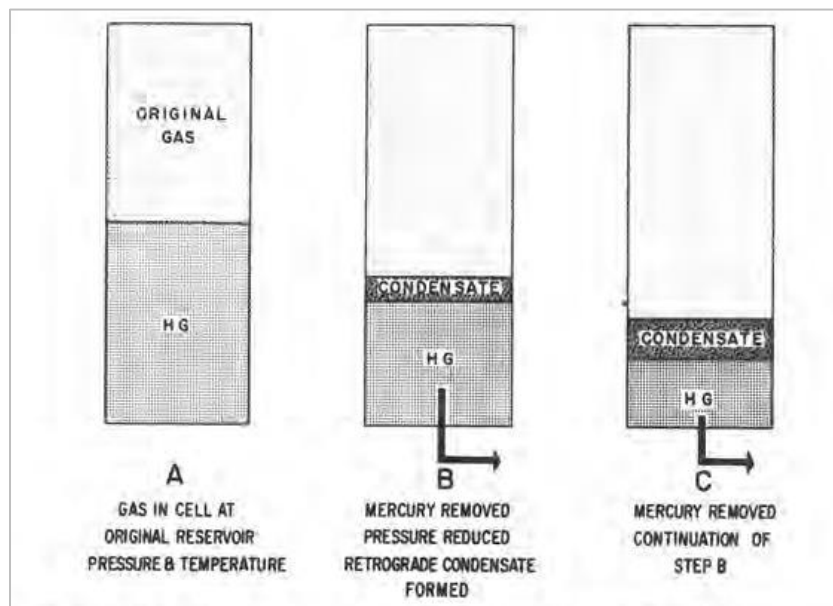 ORIGINAL
GAS
HG
CONDENSATE
HG
CONDENSATE
HG
A
GAS IN CELL AT
ORIGINAL RESERVOIR
PRESSURE & TEMPERATURE
B
MERCURY REMOVED
PRESSURE REDUCED
RETROGRADE CONDENSATE
FORMED
C
MERCURY REMOVED
CONTINUATION OF
STEP B